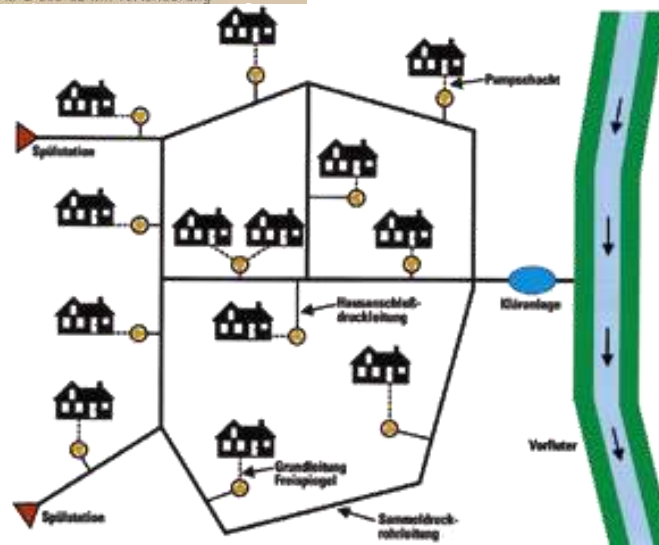 Pumpschacht
Spülstation
Hausanschluß-
druckleitung
Kläranlage
Vorfluter
Grundleitung
Freispiegel
Spülstation
Sammeldruck-
rohrleitung